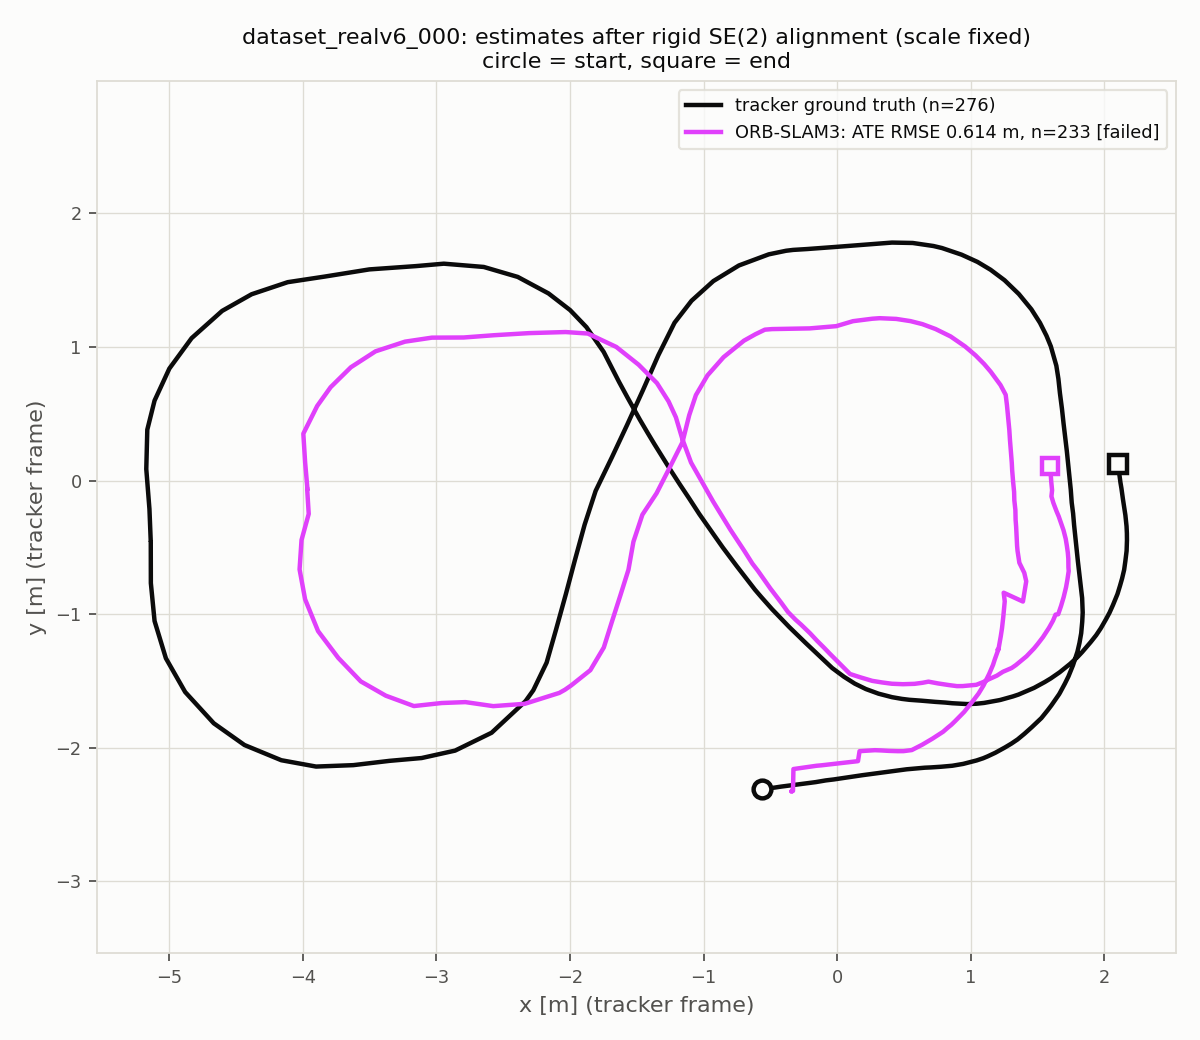 dataset_realv6_000: estimates after rigid SE(2) alignment (scale fixed)
circle = start, square = end
tracker ground truth (n=276)
ORB-SLAM3: ATE RMSE 0.614 m, n=233 [failed]
y [m] (tracker frame)
2
1
0
−1
−2
−3
−5
−4
−3
−2
−1
0
1
2
x [m] (tracker frame)